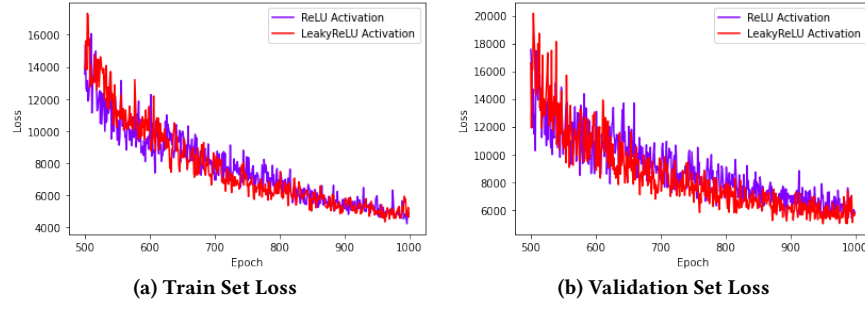 ReLU Activation
LeakyReLU Activation
16000
14000
12000
10000
8000
6000
4000
Loss
500 600 700 800 900 1000
Epoch
(a) Train Set Loss
ReLU Activation
LeakyReLU Activation
20000
18000
16000
14000
12000
10000
8000
6000
Loss
500 600 700 800 900 1000
Epoch
(b) Validation Set Loss